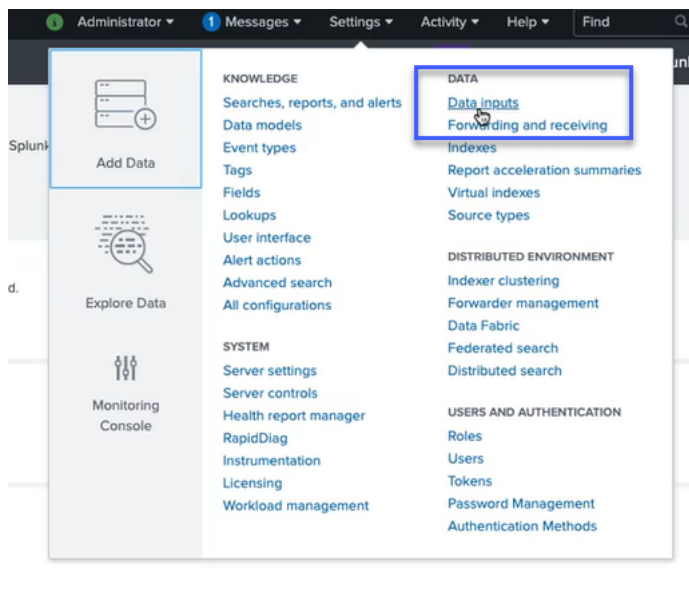 Administrator Messages Settings Activity Help Find
1
Splunk
d.
Add Data
Explore Data
Monitoring
Console
KNOWLEDGE
Searches, reports, and alerts
Data models
Event types
Tags
Fields
Lookups
User interface
Alert actions
Advanced search
All configurations
SYSTEM
Server settings
Server controls
Health report manager
RapidDiag
Instrumentation
Licensing
Workload management
DATA
Data inputs
Forwarding and receiving
Indexes
Report acceleration summaries
Virtual indexes
Source types
DISTRIBUTED ENVIRONMENT
Indexer clustering
Forwarder management
Data Fabric
Federated search
Distributed search
USERS AND AUTHENTICATION
Roles
Users
Tokens
Password Management
Authentication Methods